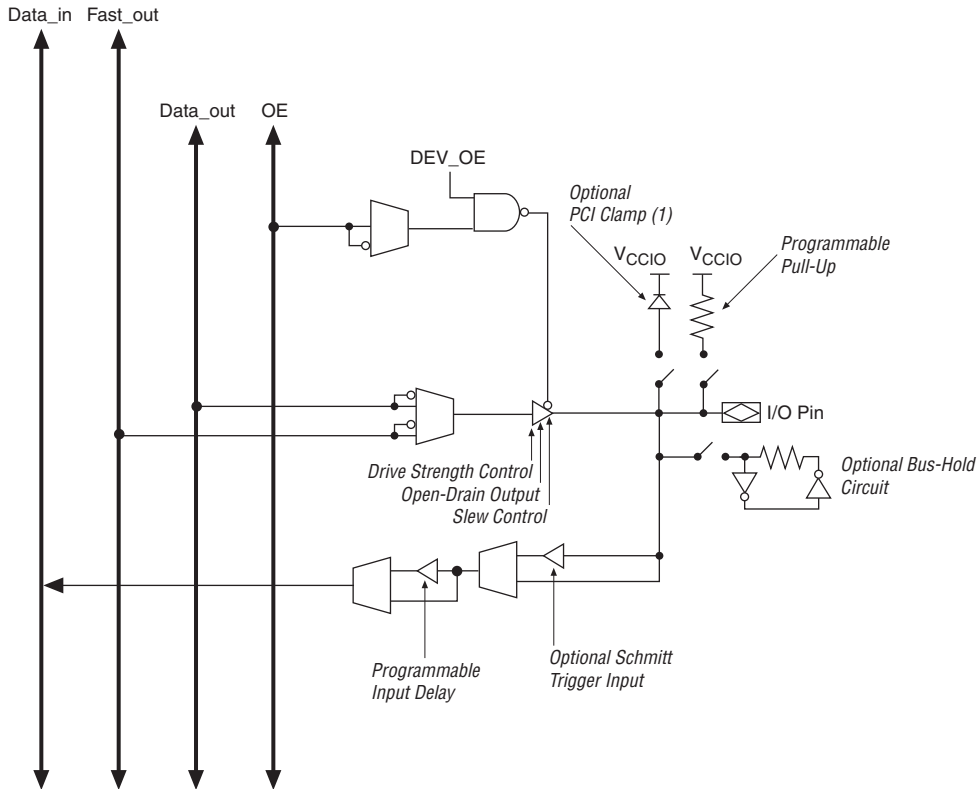 Data_in Fast_out
Data_out OE
DEV_OE
Optional
PCI Clamp (1)
VCCIO VCCIO
Programmable
Pull-Up
I/O Pin
Drive Strength Control
Open-Drain Output
Slew Control
Optional Bus-Hold
Circuit
Programmable
Input Delay
Optional Schmitt
Trigger Input